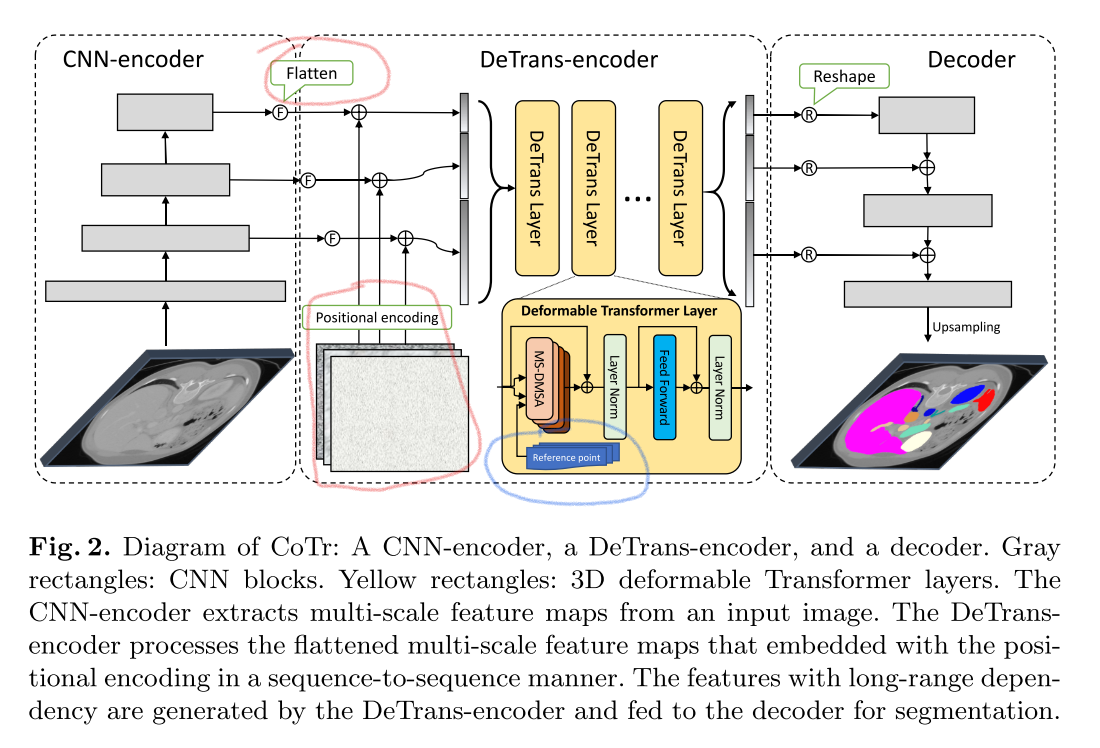 CNN-encoder
DeTrans-encoder
Decoder
Flatten
Reshape
F
F
F
R
R
R
DeTrans Layer
DeTrans Layer
...
DeTrans Layer
Positional encoding
Deformable Transformer Layer
MS-DMSA
Layer Norm
Feed Forward
Layer Norm
Reference point
Upsampling
Fig. 2. Diagram of CoTr: A CNN-encoder, a DeTrans-encoder, and a decoder. Gray
rectangles: CNN blocks. Yellow rectangles: 3D deformable Transformer layers. The
CNN-encoder extracts multi-scale feature maps from an input image. The DeTrans-
encoder processes the flattened multi-scale feature maps that embedded with the posi-
tional encoding in a sequence-to-sequence manner. The features with long-range depen-
dency are generated by the DeTrans-encoder and fed to the decoder for segmentation.